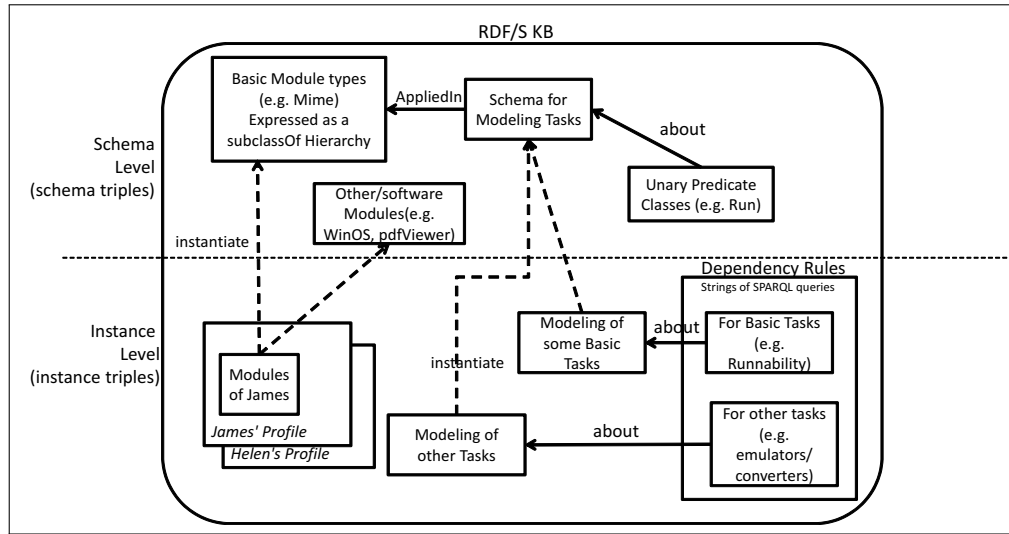 RDF/S KB
Basic Module types
(e.g. Mime)
Expressed as a
subclassOf Hierarchy
AppliedIn
Schema for
Modeling Tasks
about
Unary Predicate
Classes (e.g. Run)
Schema
Level
(schema triples)
Other/software
Modules(e.g.
WinOS, pdfViewer)
instantiate
Dependency Rules
Strings of SPARQL queries
Instance
Level
(instance triples)
Modules
of James
James' Profile
Helen's Profile
instantiate
Modeling of
some Basic
Tasks
about
For Basic Tasks
(e.g.
Runnability)
Modeling of
other Tasks
about
For other tasks
(e.g.
emulators/
converters)